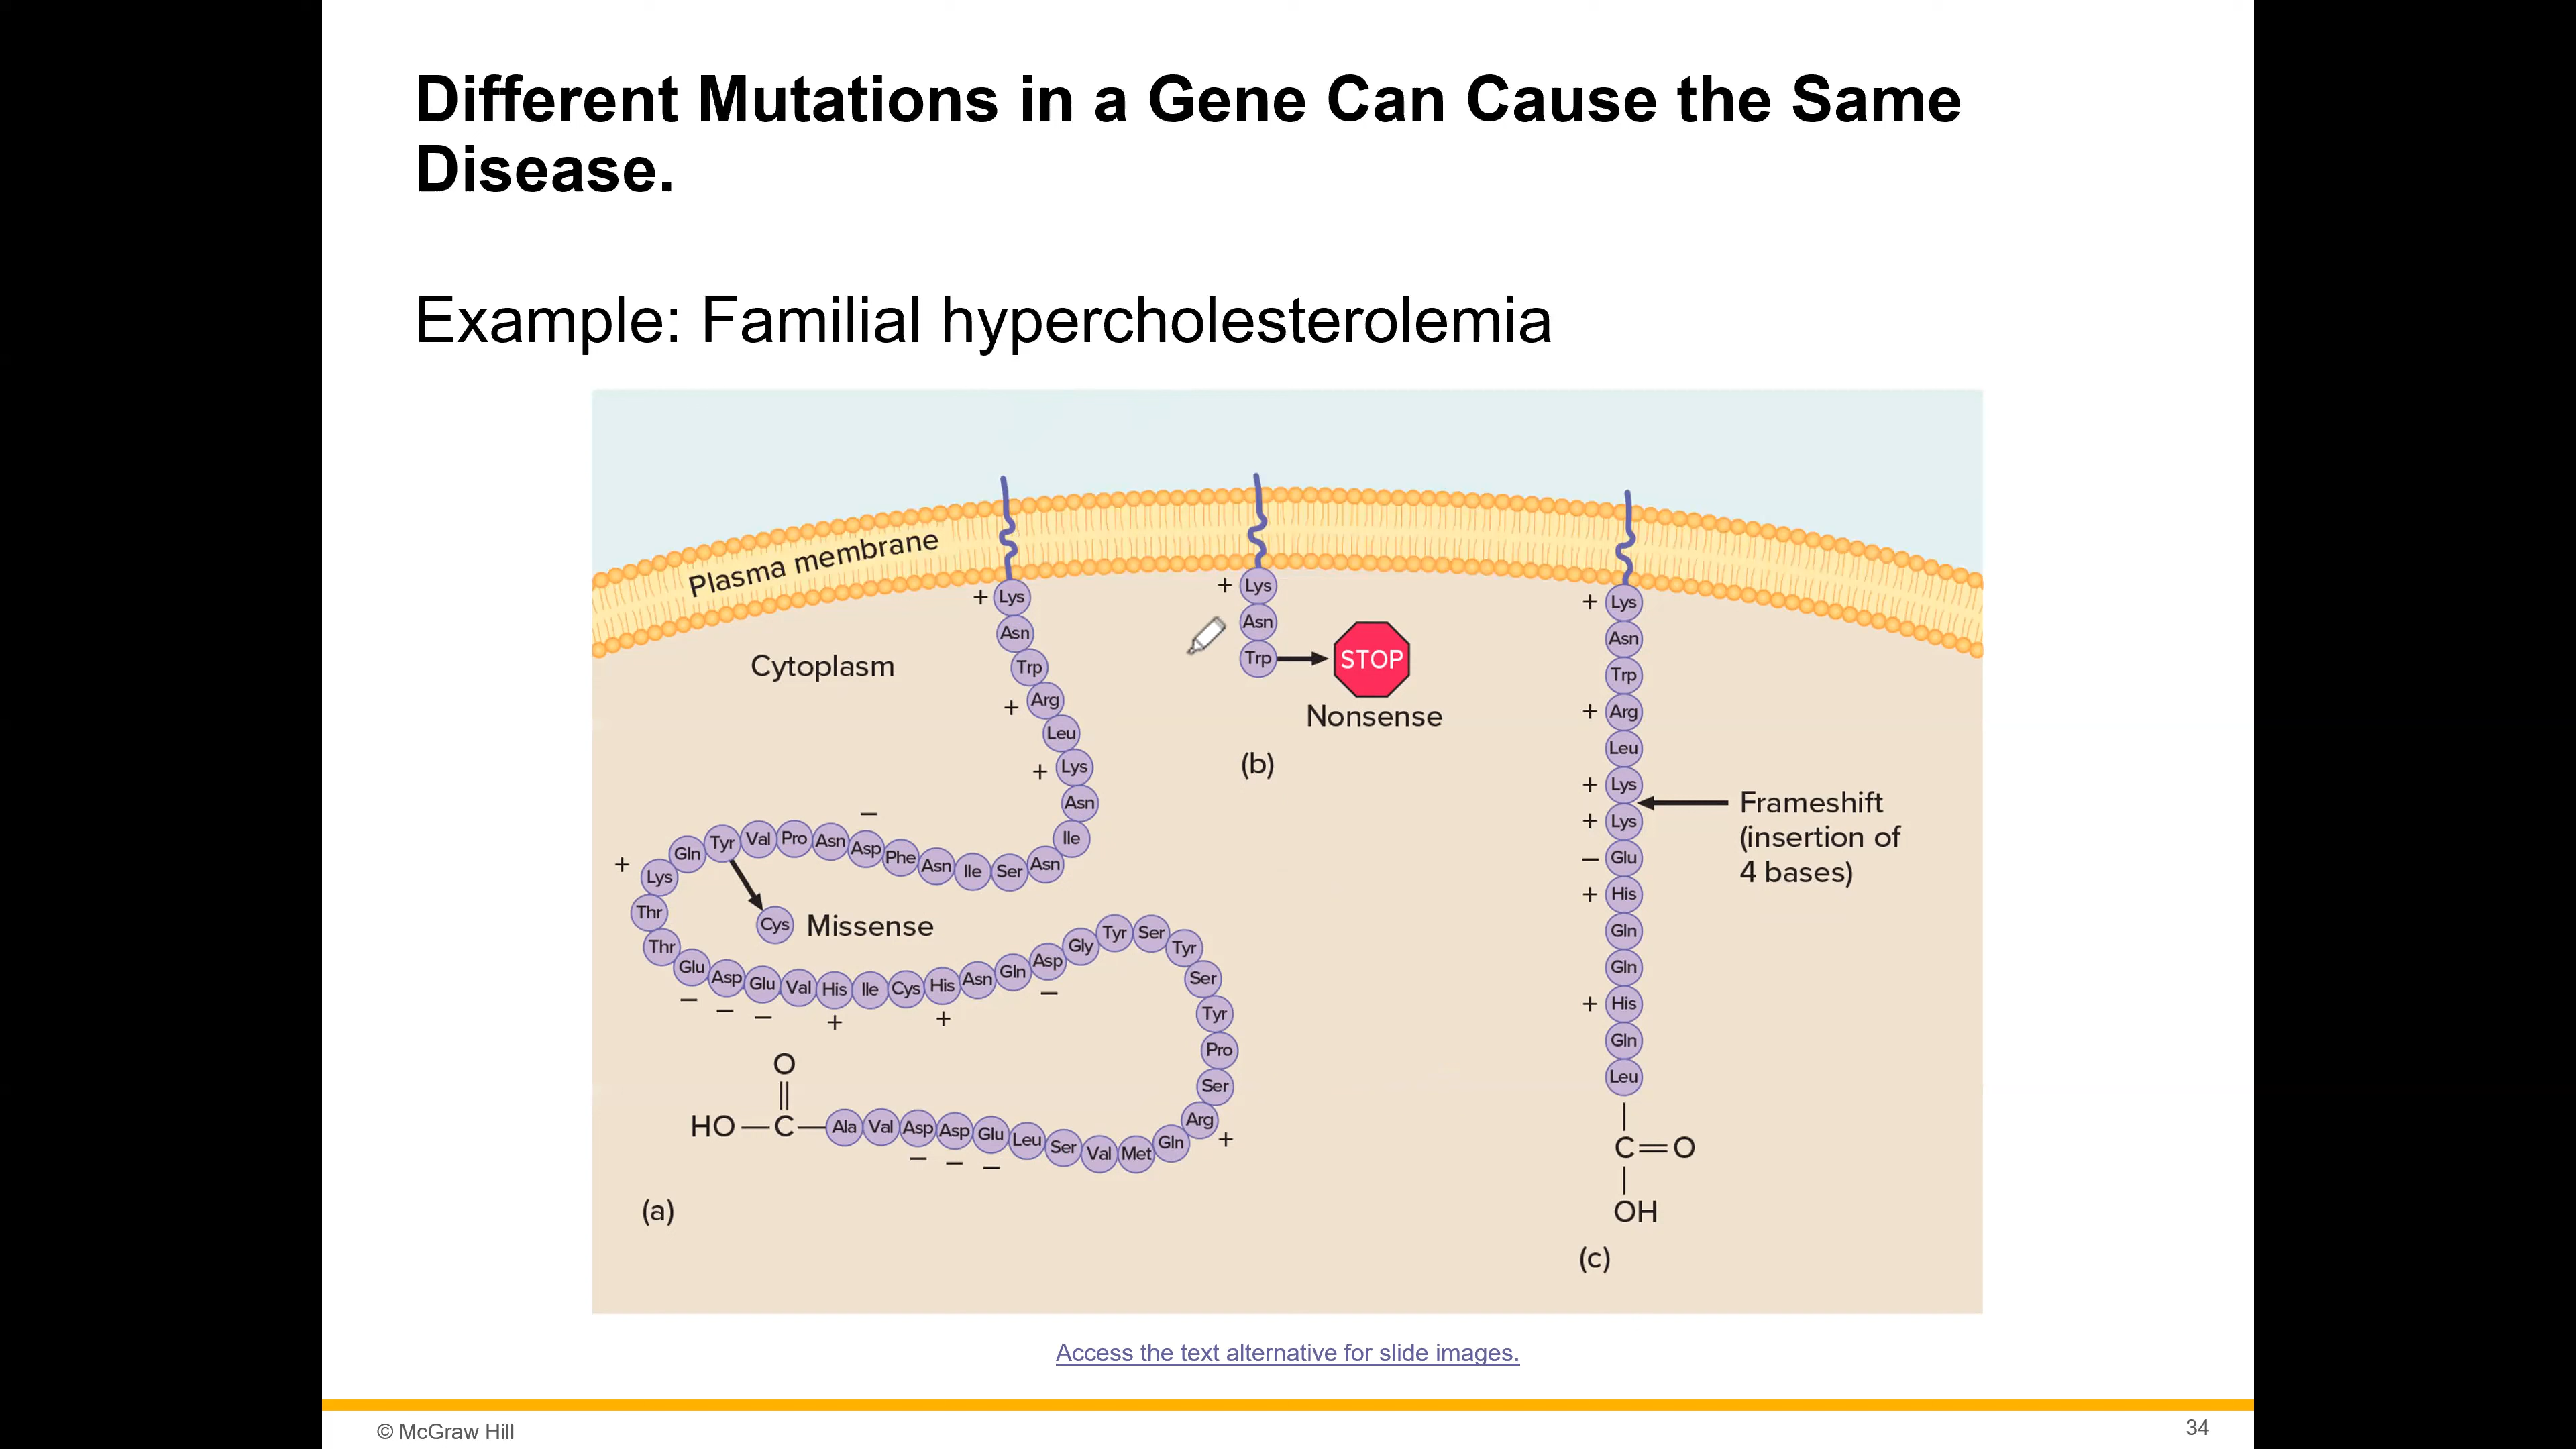 Different Mutations in a Gene Can Cause the Same
Disease.
Example: Familial hypercholesterolemia
Plasma membrane
Cytoplasm
+ Lys
Asn
Trp
+ Arg
Leu
+ Lys
Asn
Ile
Asn
Ser
Ile
Asn
Phe
Asp –
Asn
Pro
Val
Tyr
Cys Missense
Gln
+ Lys
Thr
Thr
Glu –
Asp –
Glu –
Val
His +
Ile
Cys
His +
Asn
Gln
Asp –
Gly
Tyr
Ser
Tyr
Ser
Tyr
Pro
Ser
Arg +
Gln
Met
Val
Ser
Leu
Glu –
Asp –
Asp –
Val
Ala
O
HO—C—
(a)
+ Lys
Asn
Trp
STOP
Nonsense
(b)
+ Lys
Asn
Trp
+ Arg
Leu
+ Lys
+ Lys
– Glu
+ His
Gln
Gln
+ His
Gln
Leu
C=O
OH
Frameshift
(insertion of
4 bases)
(c)
Access the text alternative for slide images.
© McGraw Hill
34